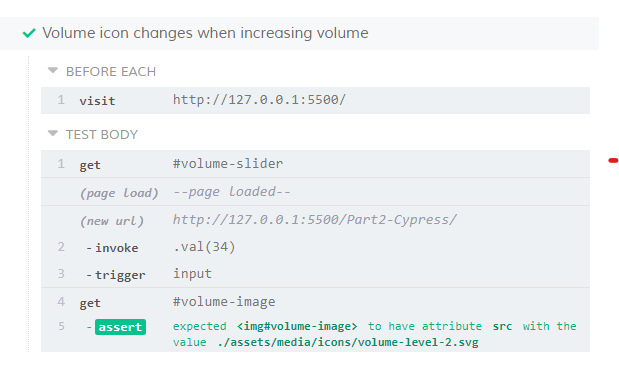 Volume icon changes when increasing volume
BEFORE EACH
1 visit http://127.0.0.1:5500/
TEST BODY
1 get #volume-slider
(page load) --page loaded--
(new url) http://127.0.0.1:5500/Part2-Cypress/
2 -invoke .val(34)
3 -trigger input
4 get #volume-image
5 -assert expected <img#volume-image> to have attribute src with the
value ./assets/media/icons/volume-level-2.svg